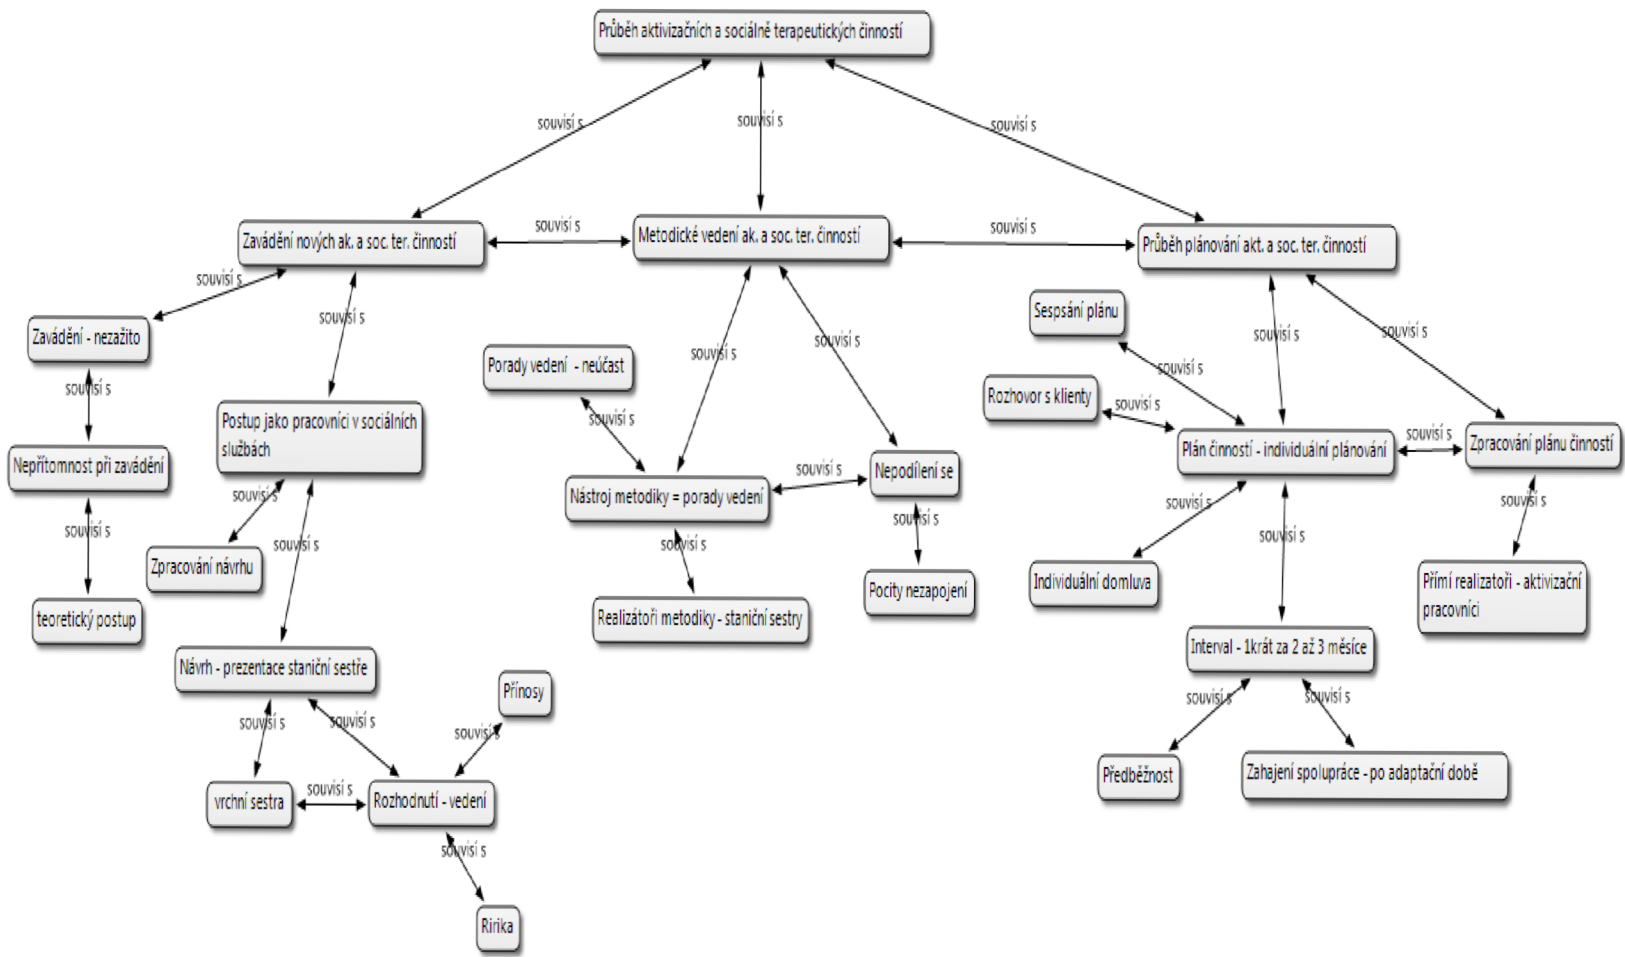 Průběh aktivizačních a sociálně terapeutických činností
souvisí s
souvisí s
souvisí s
Zavádění nových ak. a soc. ter. činností
souvisí s
Metodické vedení ak. a soc. ter. činností
souvisí s
Průběh plánování akt. a soc. ter. činností
souvisí s
souvisí s
souvisí s
souvisí s
souvisí s
souvisí s
Sespsání plánu
Zavádění - nezažito
souvisí s
Porady vedení - neúčast
souvisí s
Rozhovor s klienty
souvisí s
souvisí s
Postup jako pracovníci v sociálních
službách
souvisí s
Plán činností - individuální plánování
souvisí s
Zpracování plánu činností
Nepřítomnost při zavádění
Nástroj metodiky = porady vedení
souvisí s
Nepodílení se
souvisí s
souvisí s
souvisí s
souvisí s
souvisí s
souvisí s
souvisí s
souvisí s
Zpracování návrhu
Individuální domluva
Přímí realizatoři - aktivizační
pracovníci
Pocity nezapojení
teoretický postup
Realizátoři metodiky - staniční sestry
Interval - 1krát za 2 až 3 měsíce
Návrh - prezentace staniční sestře
Přínosy
souvisí s
souvisí s
souvisí s
souvisí s
souvisí s
Předběžnost
Zahajení spolupráce - po adaptační době
vrchní sestra
souvisí s
Rozhodnutí - vedení
souvisí s
Ririka